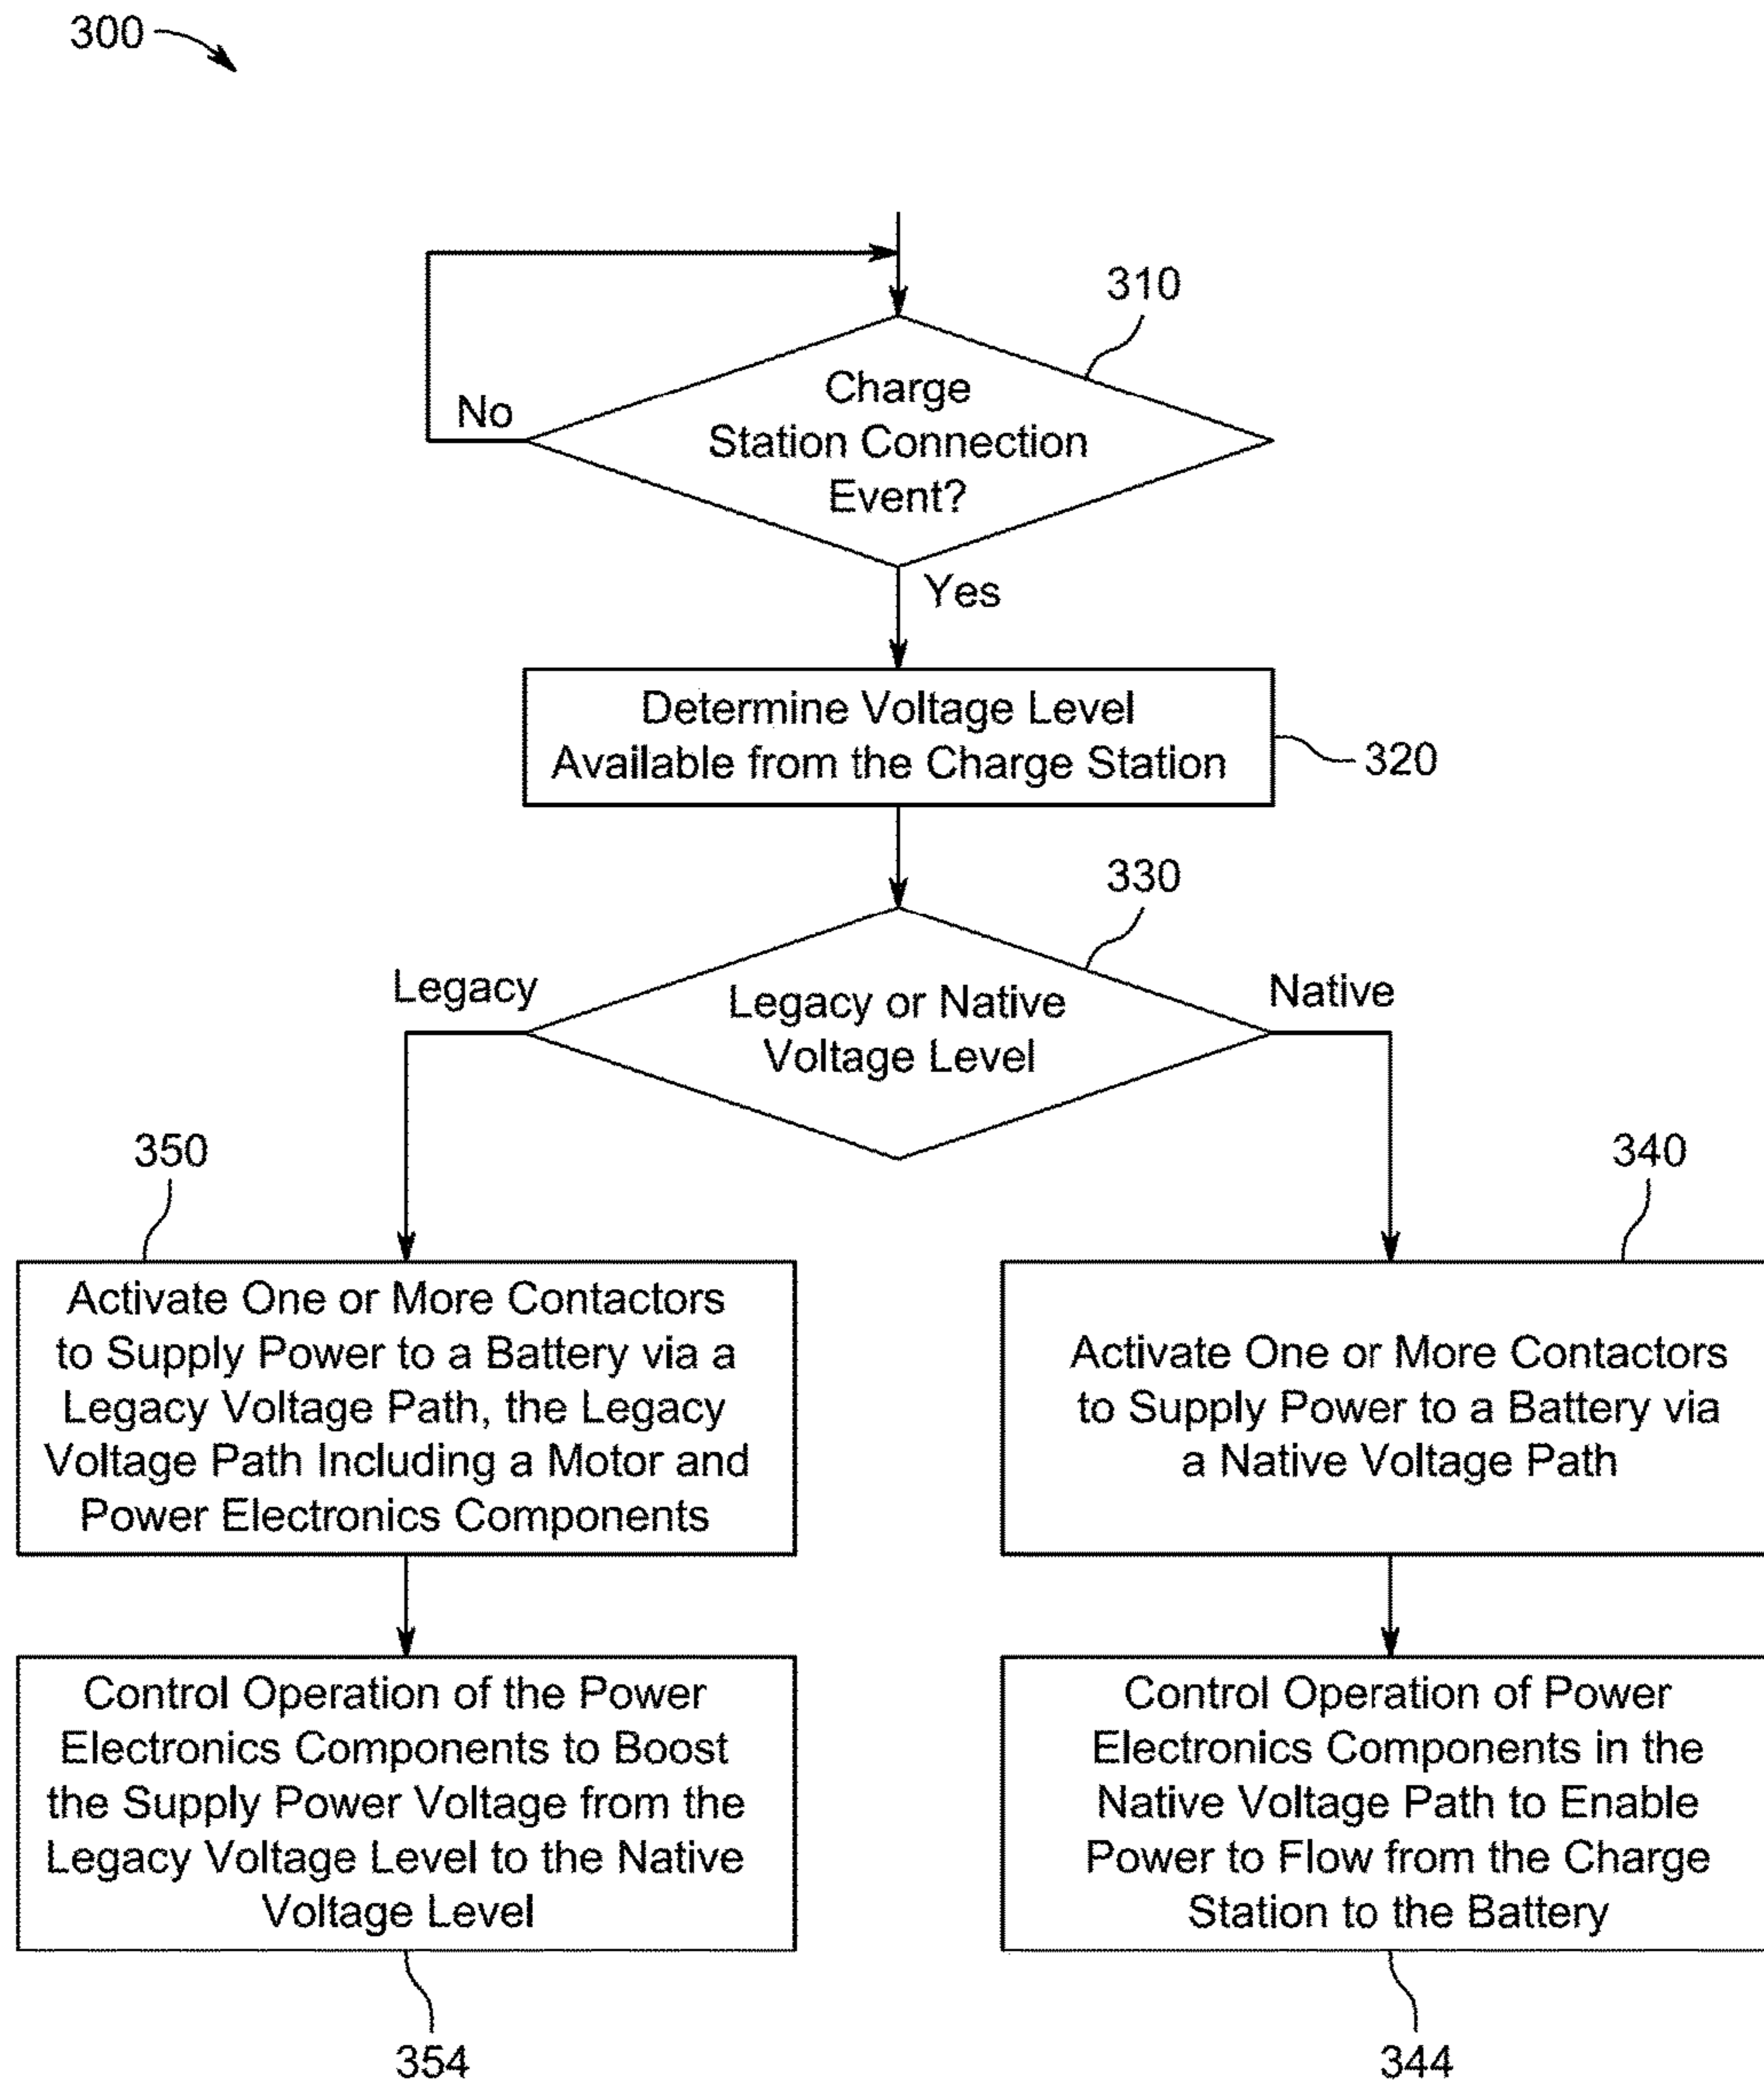 300
310
Charge
Station Connection
Event?
No
Yes
Determine Voltage Level
Available from the Charge Station
320
330
Legacy
Legacy or Native
Voltage Level
Native
350
340
Activate One or More Contactors
to Supply Power to a Battery via a
Legacy Voltage Path, the Legacy
Voltage Path Including a Motor and
Power Electronics Components
Activate One or More Contactors
to Supply Power to a Battery via
a Native Voltage Path
Control Operation of the Power
Electronics Components to Boost
the Supply Power Voltage from the
Legacy Voltage Level to the Native
Voltage Level
Control Operation of Power
Electronics Components in the
Native Voltage Path to Enable
Power to Flow from the Charge
Station to the Battery
354
344